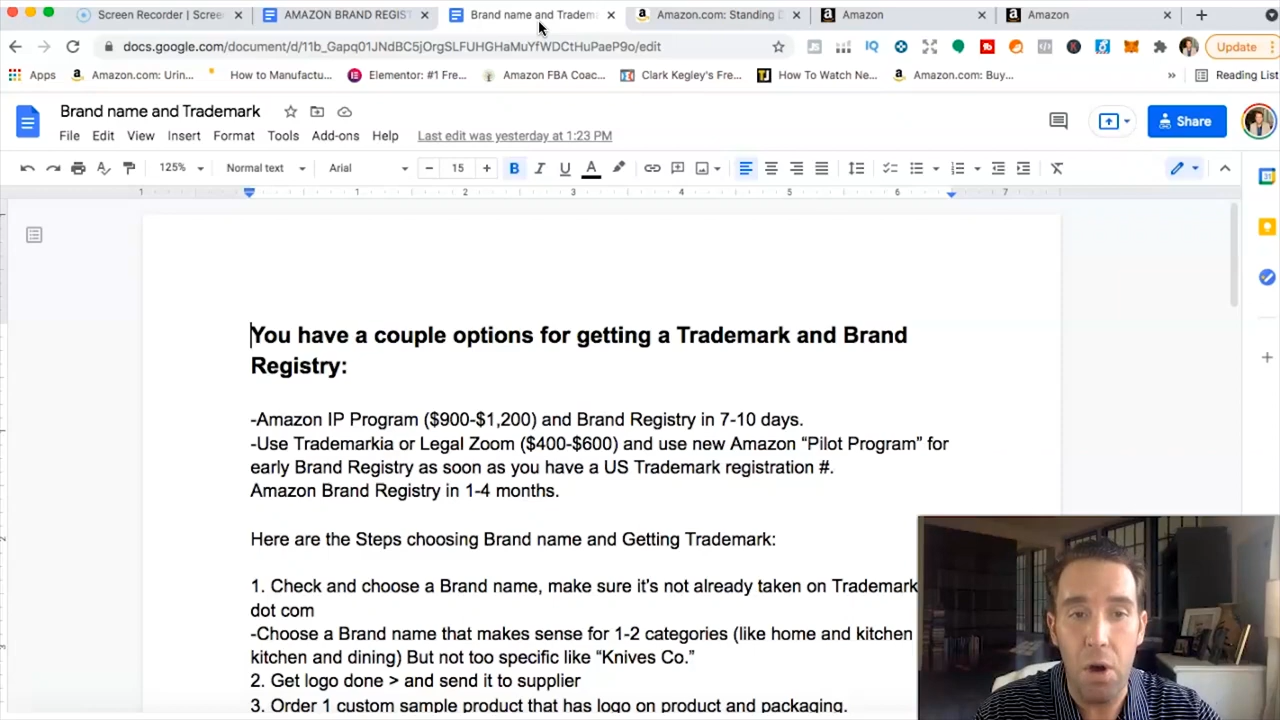 Screen Recorder | Scree
AMAZON BRAND REGIST
Brand name and Tradem
Amazon.com: Standing D
Amazon
Amazon
docs.google.com/document/d/11b_Gapq01JNdBC5jOrgSLFUHGHaMuYfWDCtHuPaeP9o/edit
Update
Apps
Amazon.com: Urin...
How to Manufactu...
Elementor: #1 Fre...
Amazon FBA Coac...
Clark Kegley's Fre...
How To Watch Ne...
Amazon.com: Buy...
»
Reading List
Brand name and Trademark
Share
File Edit View Insert Format Tools Add-ons Help Last edit was yesterday at 1:23 PM
125% Normal text Arial 15 B I U A
1 1 2 3 4 5 6 7
You have a couple options for getting a Trademark and Brand
Registry:
-Amazon IP Program ($900-$1,200) and Brand Registry in 7-10 days.
-Use Trademarkia or Legal Zoom ($400-$600) and use new Amazon “Pilot Program” for
early Brand Registry as soon as you have a US Trademark registration #.
Amazon Brand Registry in 1-4 months.
Here are the Steps choosing Brand name and Getting Trademark:
1. Check and choose a Brand name, make sure it’s not already taken on Trademark
dot com
-Choose a Brand name that makes sense for 1-2 categories (like home and kitchen
kitchen and dining) But not too specific like “Knives Co.”
2. Get logo done > and send it to supplier
3. Order 1 custom sample product that has logo on product and packaging.